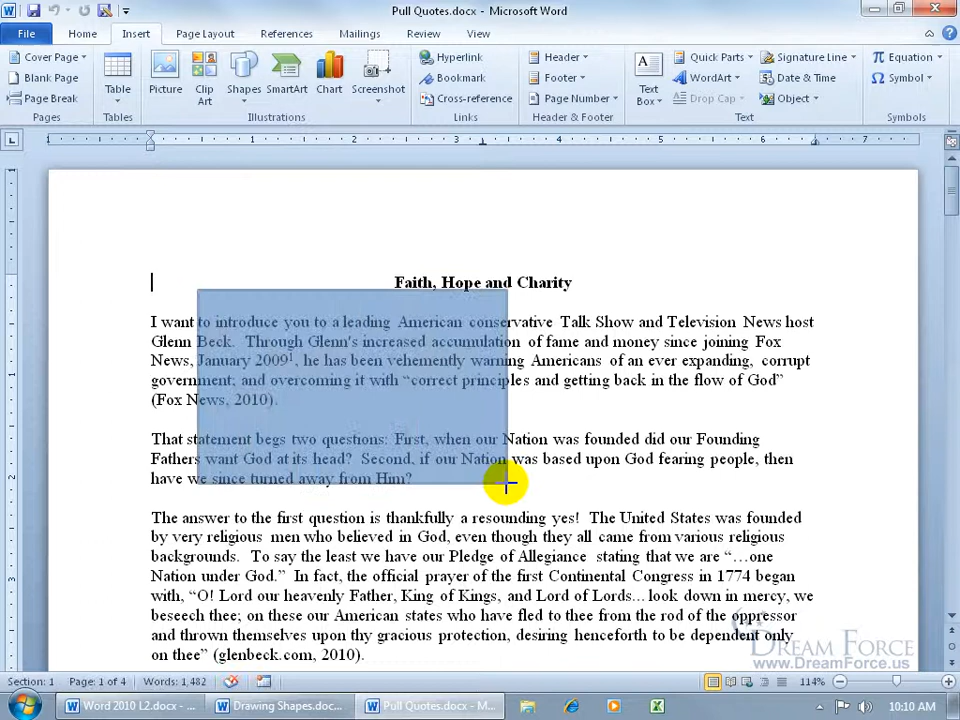 Pull Quotes.docx - Microsoft Word
File Home Insert Page Layout References Mailings Review View
Cover Page Hyperlink Header Quick Parts Signature Line Equation
Blank Page Bookmark Footer WordArt Date & Time Symbol
Page Break Table Picture Clip Art Shapes SmartArt Chart Screenshot Cross-reference Page Number Text Box Drop Cap Object
Pages Tables Illustrations Links Header & Footer Text Symbols
1 1 2 3 4 5 6 7
Faith, Hope and Charity
I want to introduce you to a leading American conservative Talk Show and Television News host
Glenn Beck. Through Glenn's increased accumulation of fame and money since joining Fox
News, January 2009¹, he has been vehemently warning Americans of an ever expanding, corrupt
government; and overcoming it with “correct principles and getting back in the flow of God”
(Fox News, 2010).
That statement begs two questions: First, when our Nation was founded did our Founding
Fathers want God at its head? Second, if our Nation was based upon God fearing people, then
have we since turned away from Him?
The answer to the first question is thankfully a resounding yes! The United States was founded
by very religious men who believed in God, even though they all came from various religious
backgrounds. To say the least we have our Pledge of Allegiance stating that we are “…one
Nation under God.” In fact, the official prayer of the first Continental Congress in 1774 began
with, “O! Lord our heavenly Father, King of Kings, and Lord of Lords... look down in mercy, we
beseech thee; on these our American states who have fled to thee from the rod of the oppressor
and thrown themselves upon thy gracious protection, desiring henceforth to be dependent only
on thee” (glenbeck.com, 2010).
DREAM FORCE
www.DreamForce.us
Section: 1 Page: 1 of 4 Words: 1,482 114%
Word 2010 L2.docx - ... Drawing Shapes.docx... Pull Quotes.docx - M... 10:10 AM